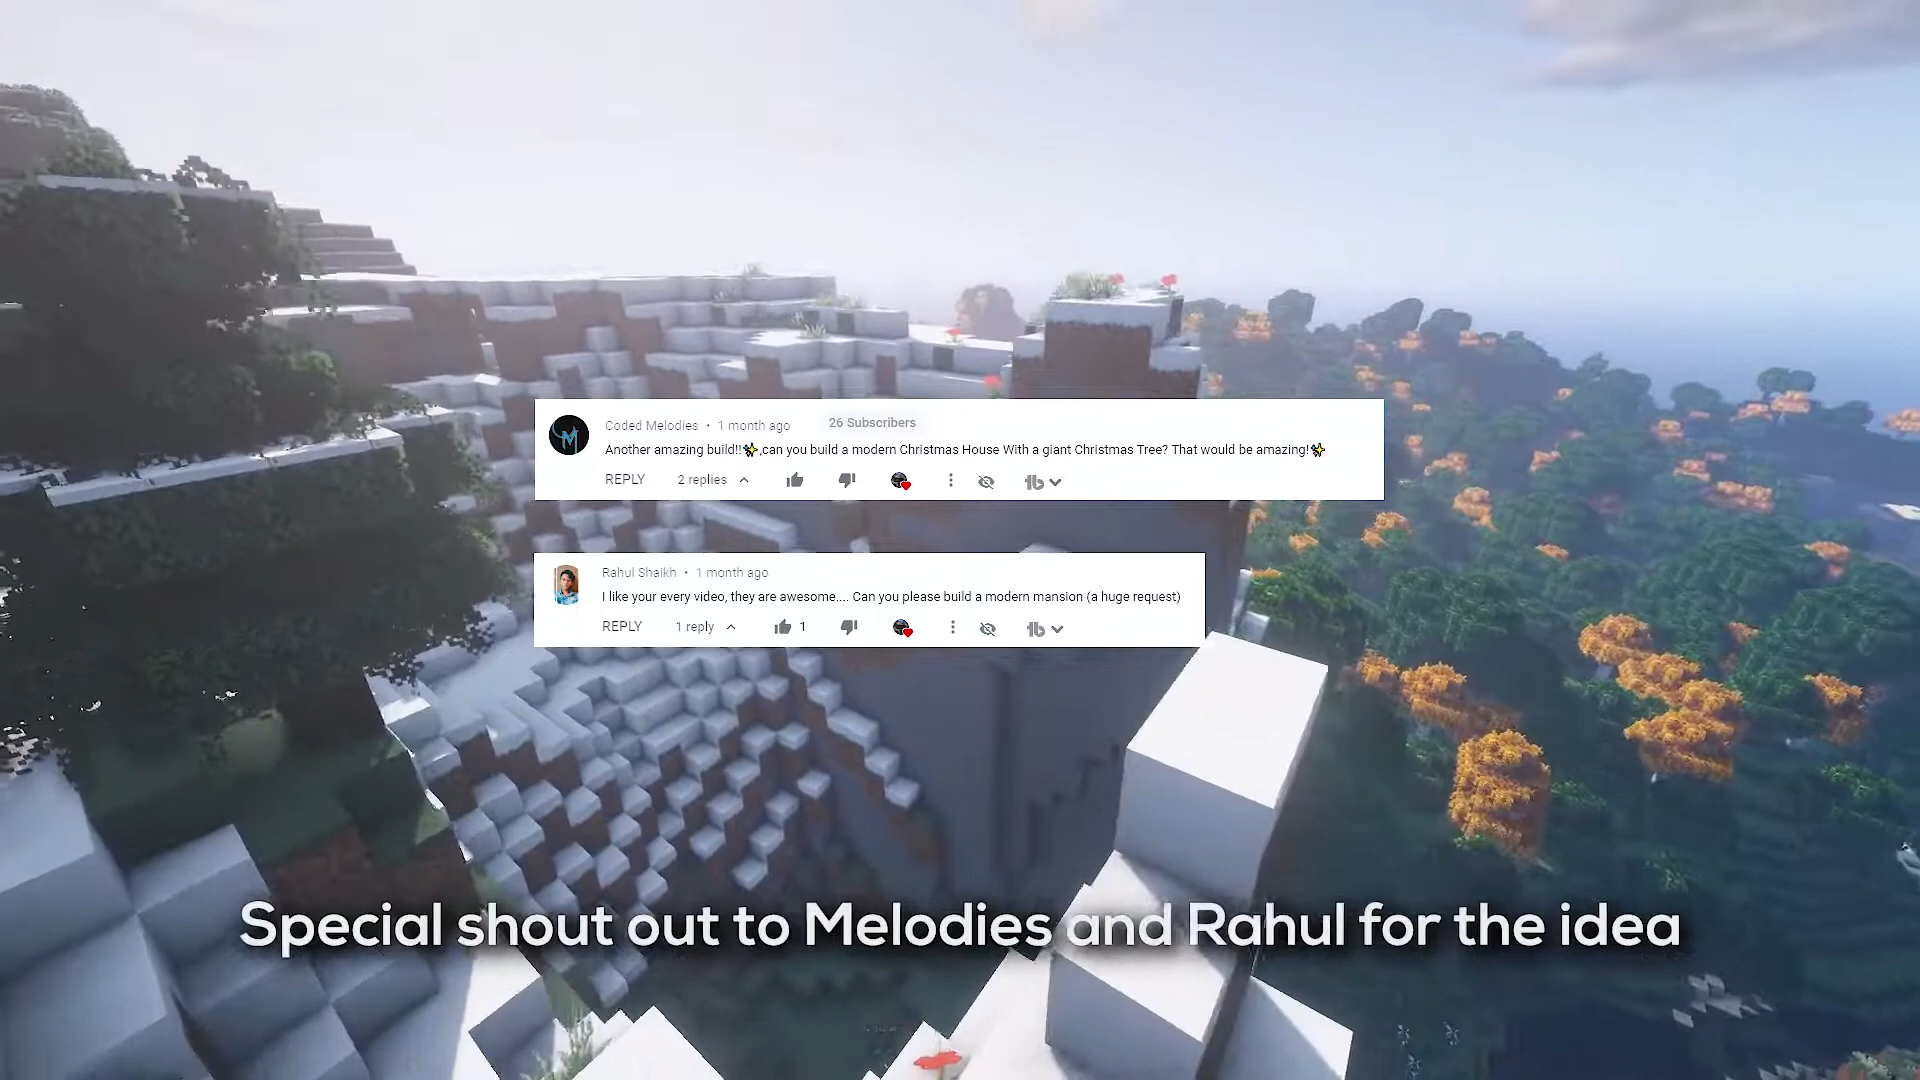 Coded Melodies • 1 month ago 26 Subscribers
Another amazing build!!✨,can you build a modern Christmas House With a giant Christmas Tree? That would be amazing!✨
REPLY 2 replies
Rahul Shaikh • 1 month ago
I like your every video, they are awesome.... Can you please build a modern mansion (a huge request)
REPLY 1 reply 1
Special shout out to Melodies and Rahul for the idea